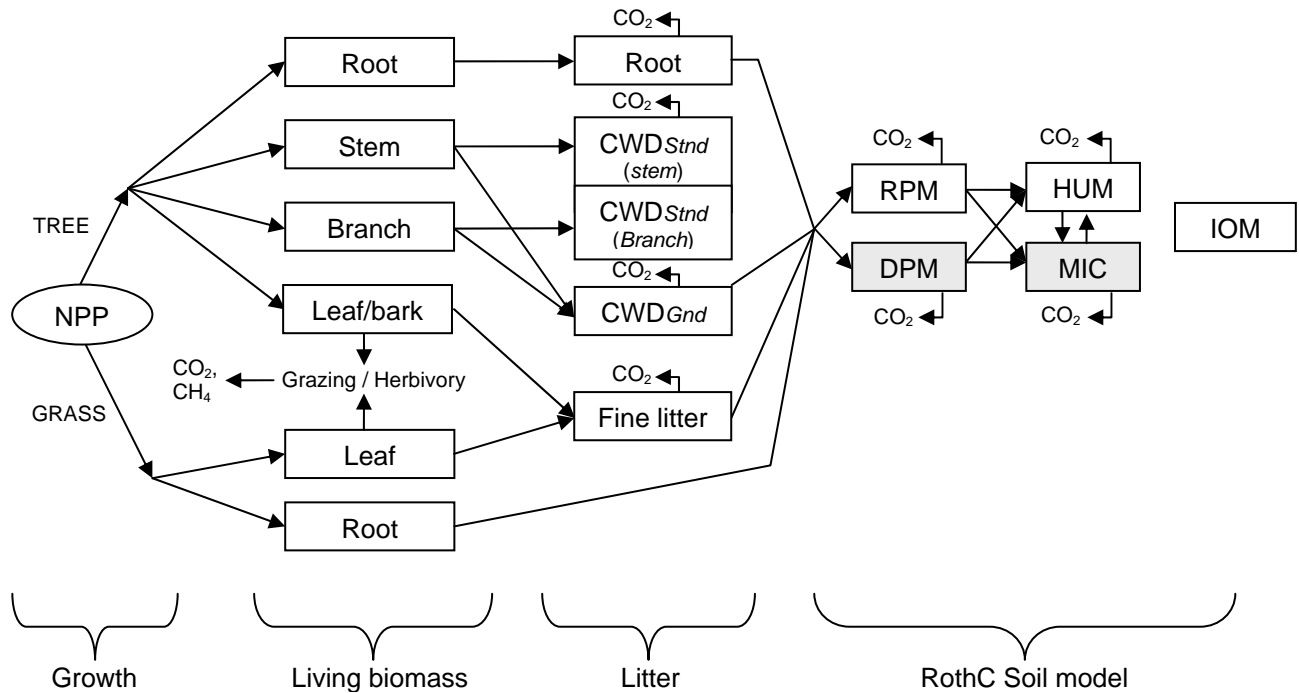 CO₂
Root
Root
CO₂
Stem
CWDStnd
(stem)
CO₂
CO₂
RPM
HUM
TREE
Branch
CWDStnd
(Branch)
IOM
CO₂
DPM
MIC
NPP
Leaf/bark
CWDGnd
CO₂
CO₂
CO₂,
CH₄
Grazing / Herbivory
CO₂
GRASS
Fine litter
Leaf
Root
Growth
Living biomass
Litter
RothC Soil model